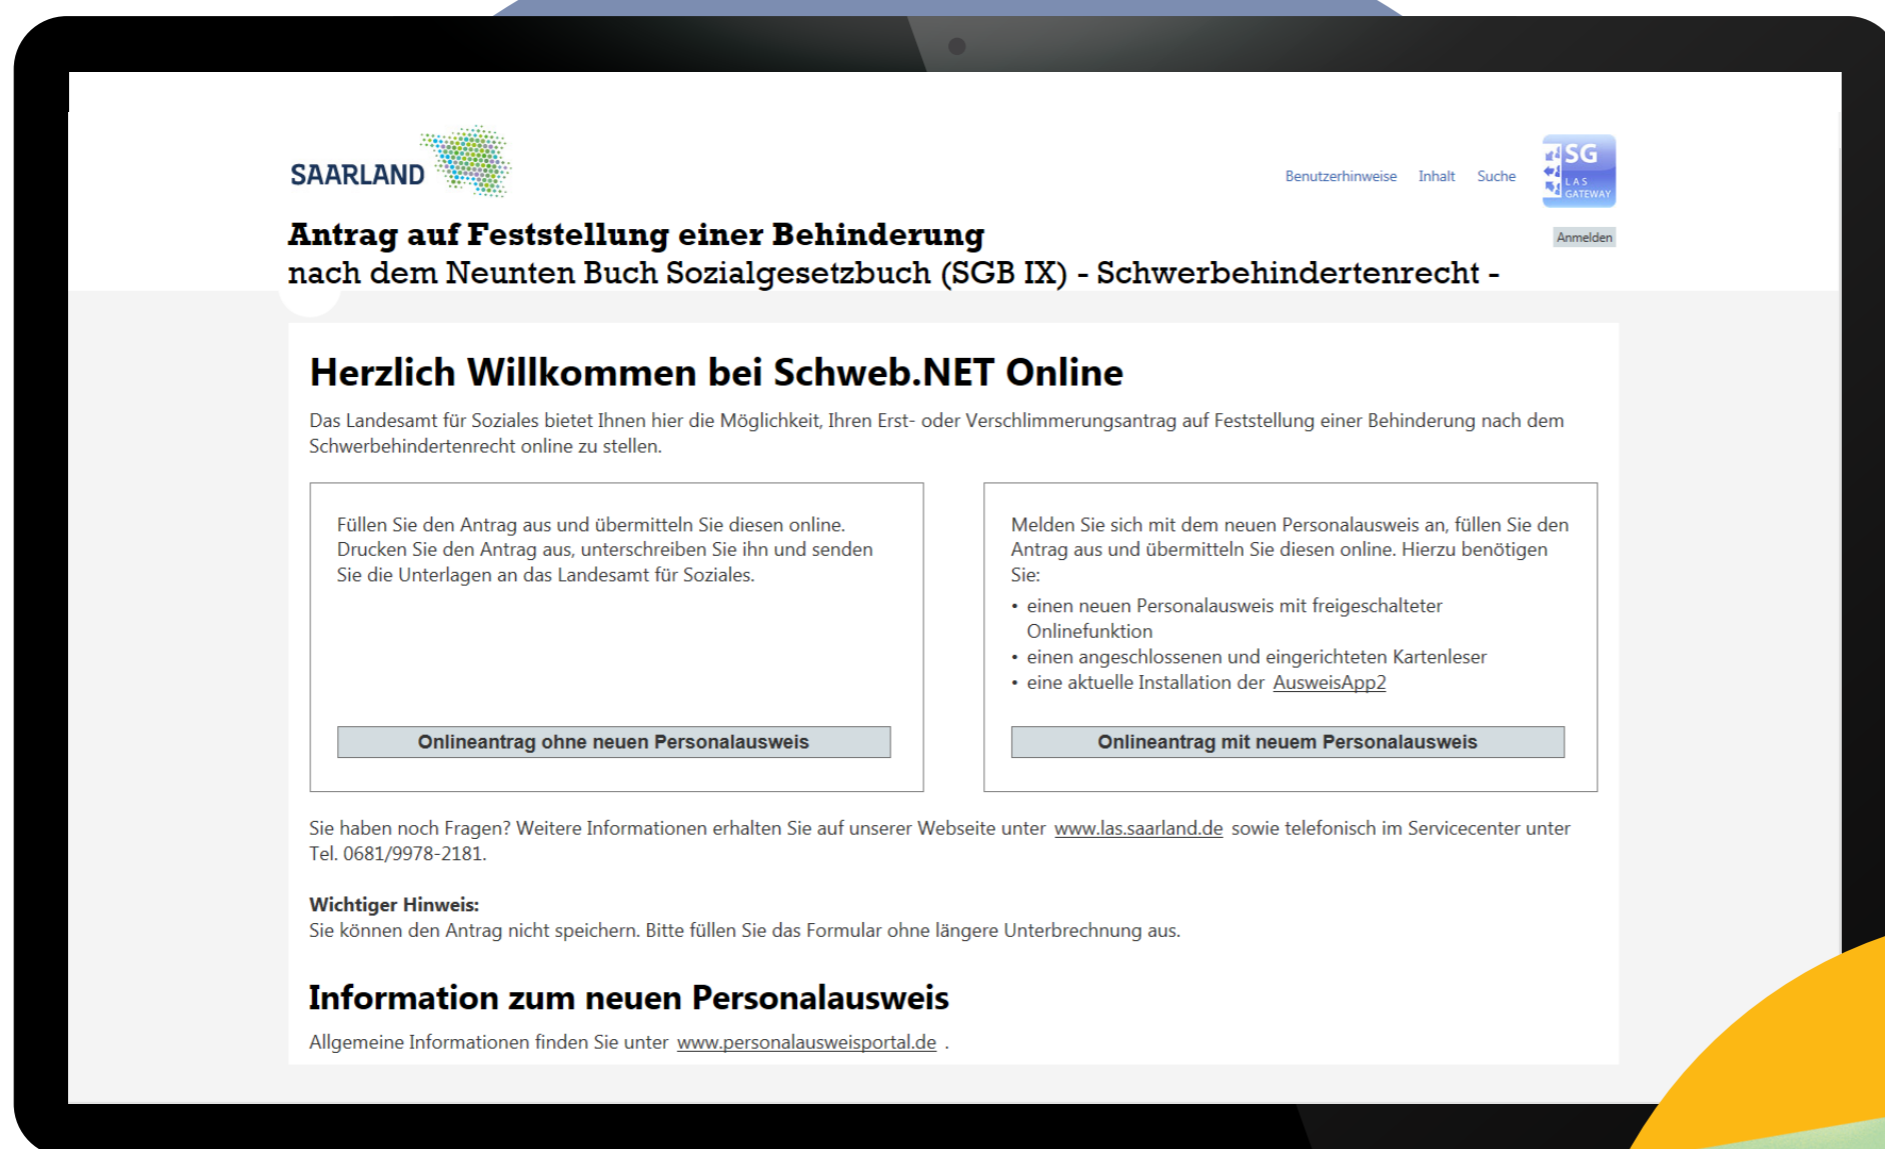 SAARLAND
Benutzerhinweise Inhalt Suche
SG
LAS
GATEWAY
Anmelden
Antrag auf Feststellung einer Behinderung
nach dem Neunten Buch Sozialgesetzbuch (SGB IX) - Schwerbehindertenrecht -
Herzlich Willkommen bei Schweb.NET Online
Das Landesamt für Soziales bietet Ihnen hier die Möglichkeit, Ihren Erst- oder Verschlimmerungsantrag auf Feststellung einer Behinderung nach dem
Schwerbehindertenrecht online zu stellen.
Füllen Sie den Antrag aus und übermitteln Sie diesen online.
Drucken Sie den Antrag aus, unterschreiben Sie ihn und senden
Sie die Unterlagen an das Landesamt für Soziales.
Onlineantrag ohne neuen Personalausweis
Melden Sie sich mit dem neuen Personalausweis an, füllen Sie den
Antrag aus und übermitteln Sie diesen online. Hierzu benötigen
Sie:
• einen neuen Personalausweis mit freigeschalteter
Onlinefunktion
• einen angeschlossenen und eingerichteten Kartenleser
• eine aktuelle Installation der AusweisApp2
Onlineantrag mit neuem Personalausweis
Sie haben noch Fragen? Weitere Informationen erhalten Sie auf unserer Webseite unter www.las.saarland.de sowie telefonisch im Servicecenter unter
Tel. 0681/9978-2181.
Wichtiger Hinweis:
Sie können den Antrag nicht speichern. Bitte füllen Sie das Formular ohne längere Unterbrechnung aus.
Information zum neuen Personalausweis
Allgemeine Informationen finden Sie unter www.personalausweisportal.de .